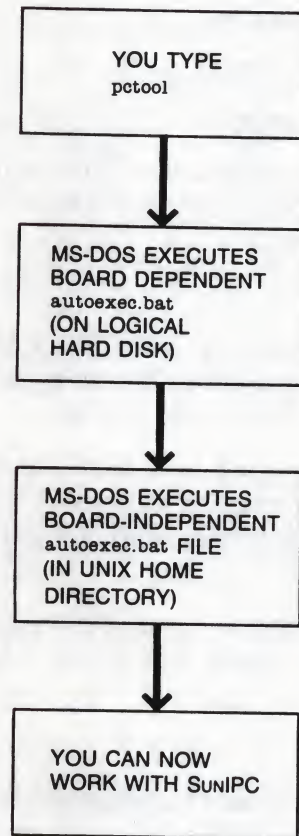 YOU TYPE
pctool
MS-DOS EXECUTES
BOARD DEPENDENT
autoexec.bat
(ON LOGICAL
HARD DISK)
MS-DOS EXECUTES
BOARD-INDEPENDENT
autoexec.bat FILE
(IN UNIX HOME
DIRECTORY)
YOU CAN NOW
WORK WITH SUNIPC